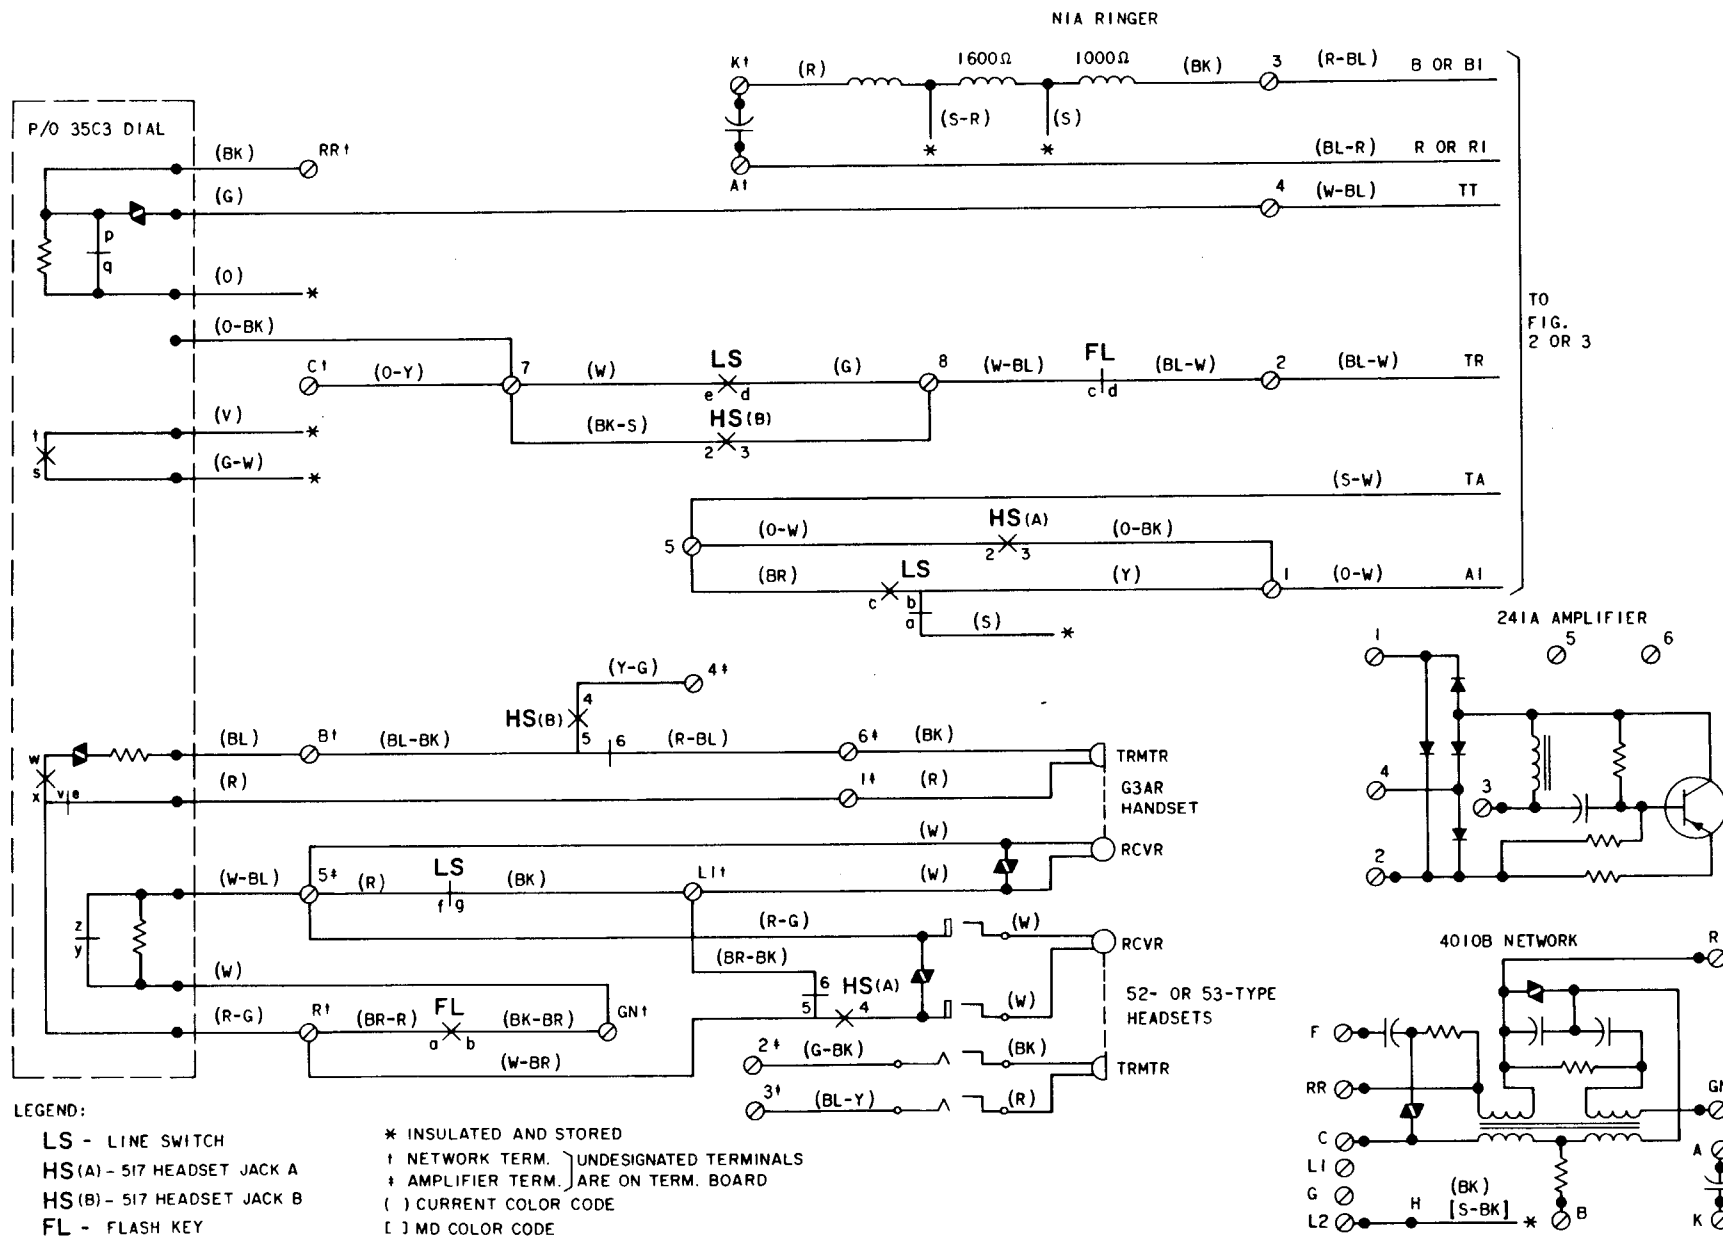 N1A RINGER
K† (R) 1600Ω 1000Ω (BK) 3 (R-BL) B OR B1
(S-R) (S)
* *
A† (BL-R) R OR R1
4 (W-BL) TT
P/O 35C3 DIAL
(BK) RR†
(G)
p
q
(O) *
(O-BK)
C† (O-Y) 7 (W) LS (G) 8 (W-BL) FL (BL-W) 2 (BL-W) TR
e d c d
(BK-S) HS(B)
2 3
TO
FIG.
2 OR 3
t (V) *
s (G-W) *
(S-W) TA
5 (O-W) HS(A) (O-BK)
2 3
(BR) LS (Y) 1 (O-W) A1
c b
a (S) *
241A AMPLIFIER
1 5 6
4 3
2
(Y-G) 4‡
4
HS(B)
5 6
w (BL) B† (BL-BK) (R-BL) 6‡ (BK) TRMTR
x v e (R) 1‡ (R) G3AR
HANDSET
(W) RCVR
(W-BL) 5‡ (R) LS (BK) L1† (W)
f g
z
y
(R-G) (W) RCVR
(BR-BK)
(W) 6 HS(A)
5 4 (W)
52- OR 53-TYPE
HEADSETS
(R-G) R† (BR-R) FL (BK-BR) GN†
a b
(W-BR)
2‡ (G-BK) (BK) TRMTR
3† (BL-Y) (R)
4010B NETWORK
R
F
RR GN
C A
L1
G
L2 H (BK)
[S-BK] * B K
LEGEND:
LS - LINE SWITCH
HS(A) - 517 HEADSET JACK A
HS(B) - 517 HEADSET JACK B
FL - FLASH KEY
* INSULATED AND STORED
† NETWORK TERM. ] UNDESIGNATED TERMINALS
‡ AMPLIFIER TERM. ] ARE ON TERM. BOARD
( ) CURRENT COLOR CODE
[ ] MD COLOR CODE